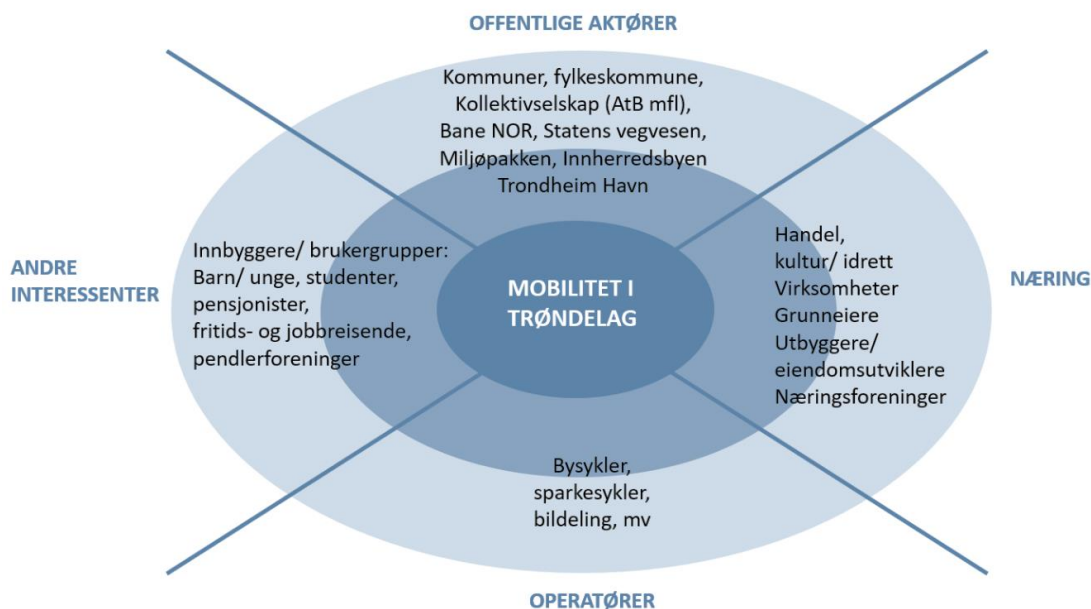 OFFENTLIGE AKTØRER
Kommuner, fylkeskommune,
Kollektivselskap (AtB mfl),
Bane NOR, Statens vegvesen,
Miljøpakken, Innherredsbyen
Trondheim Havn
ANDRE
INTERESSENTER
Innbyggere/ brukergrupper:
Barn/ unge, studenter,
pensjonister,
fritids- og jobbreisende,
pendlerforeninger
MOBILITET I
TRØNDELAG
Handel,
kultur/ idrett
Virksomheter
Grunneiere
Utbyggere/
eiendomsutviklere
Næringsforeninger
NÆRING
Bysykler,
sparkesykler,
bildeling, mv
OPERATØRER